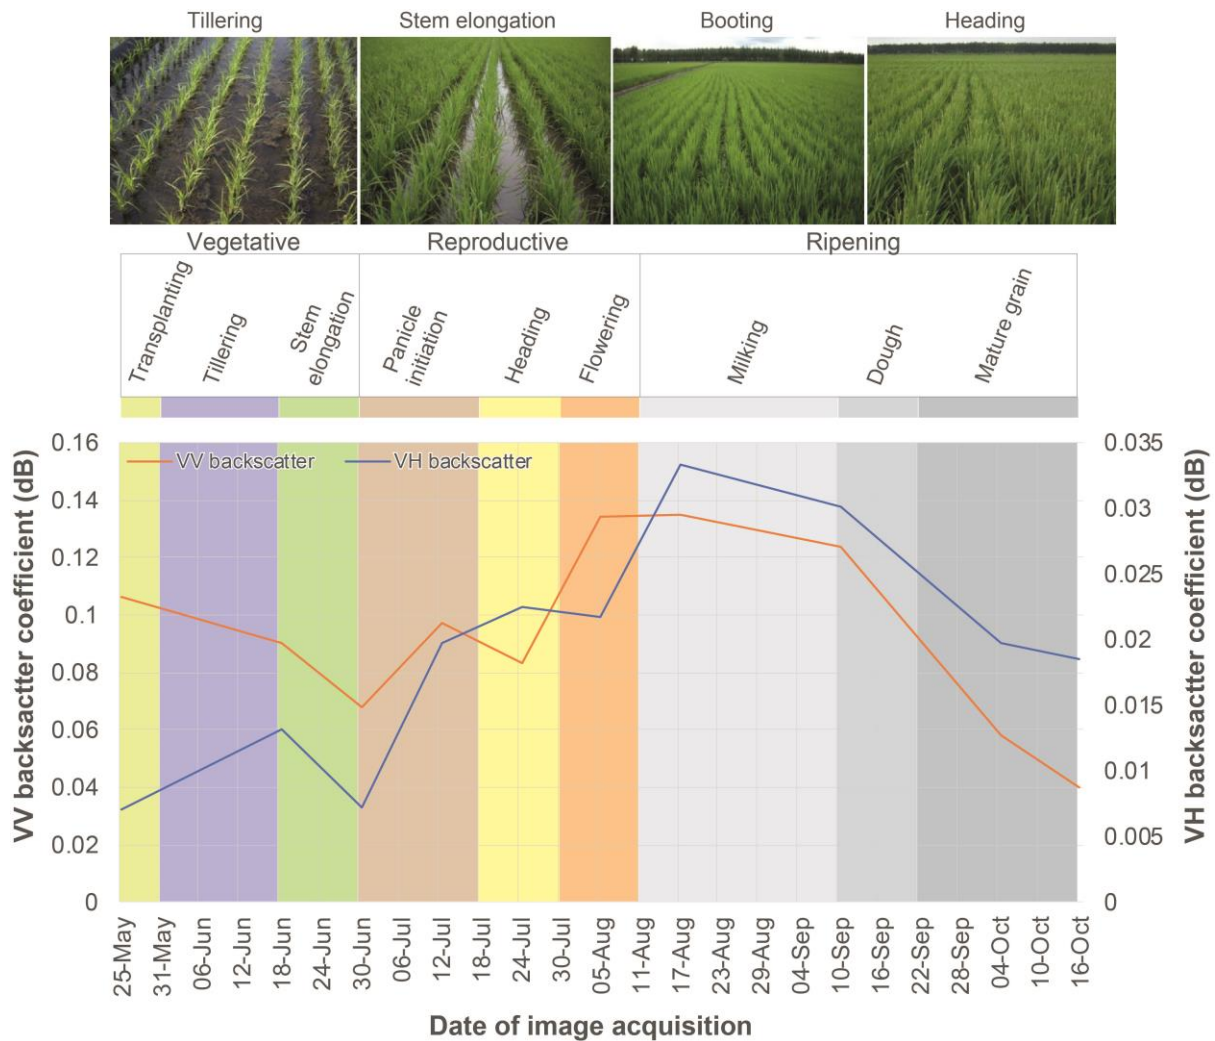 Tillering Stem elongation Booting Heading
Vegetative Reproductive Ripening
Transplanting
Tillering
Stem
elongation
Panicle
initiation
Heading
Flowering
Milking
Dough
Mature grain
VV backsactter coefficient (dB)
0.16
0.14
0.12
0.1
0.08
0.06
0.04
0.02
0
VV backscatter VH backscatter
0.035
0.03
0.025
0.02
0.015
0.01
0.005
0
VH backsactter coefficient (dB)
25-May
31-May
06-Jun
12-Jun
18-Jun
24-Jun
30-Jun
06-Jul
12-Jul
18-Jul
24-Jul
30-Jul
05-Aug
11-Aug
17-Aug
23-Aug
29-Aug
04-Sep
10-Sep
16-Sep
22-Sep
28-Sep
04-Oct
10-Oct
16-Oct
Date of image acquisition